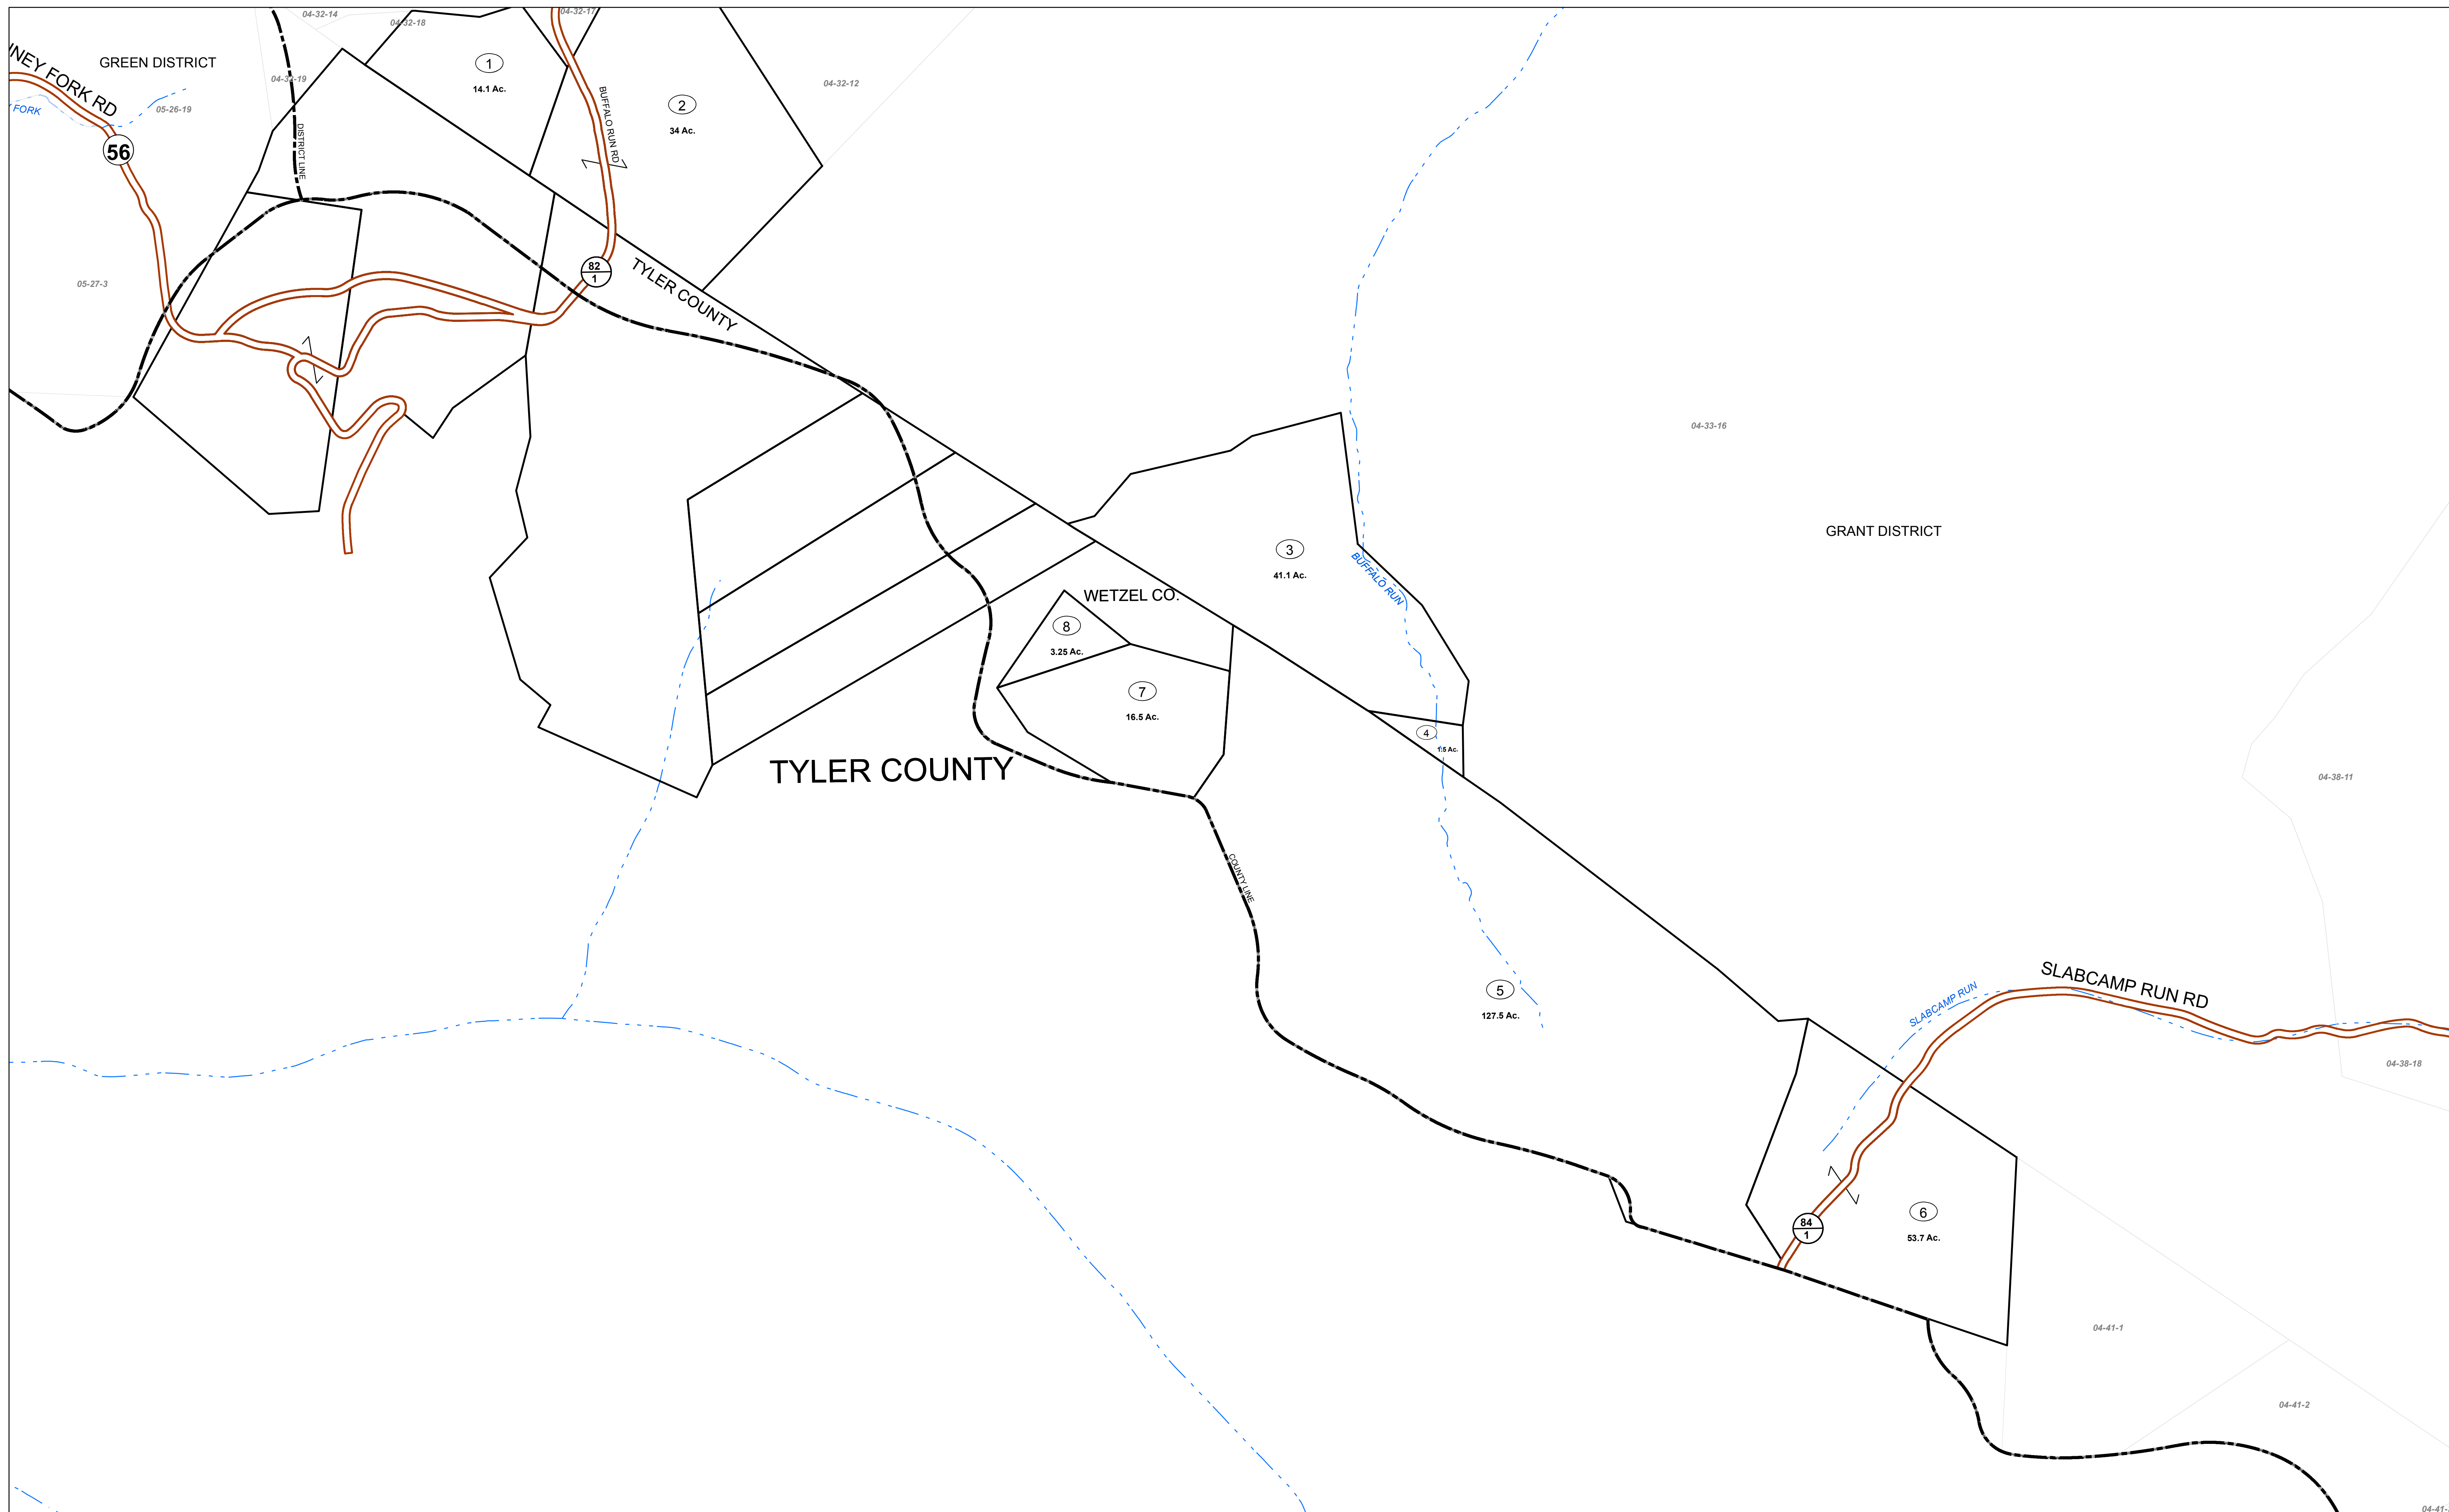 04-32-14
04-32-18
04-32-17
GREEN DISTRICT
1
14.1 Ac.
04-32-12
FORK RD
FORK
05-26-19
56
DISTRICT LINE
BUFFALO RUN RD
2
34 Ac.
05-27-3
82
1
TYLER COUNTY
04-33-16
GRANT DISTRICT
3
41.1 Ac.
BUFFALO RUN
WETZEL CO.
8
3.25 Ac.
7
16.5 Ac.
4
1.5 Ac.
TYLER COUNTY
04-38-11
COUNTY LINE
5
127.5 Ac.
SLABCAMP RUN
SLABCAMP RUN RD
04-38-18
84
1
6
53.7 Ac.
04-41-1
04-41-2